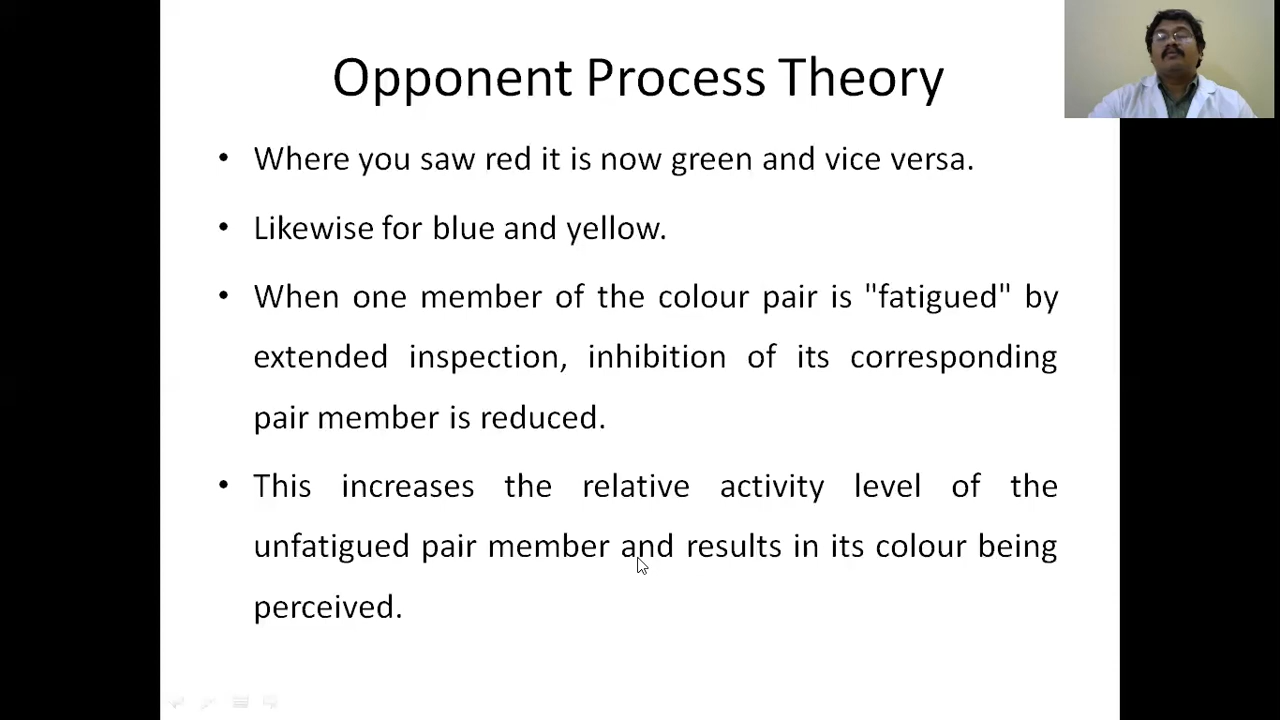 Opponent Process Theory
• Where you saw red it is now green and vice versa.
• Likewise for blue and yellow.
• When one member of the colour pair is "fatigued" by
extended inspection, inhibition of its corresponding
pair member is reduced.
• This increases the relative activity level of the
unfatigued pair member and results in its colour being
perceived.